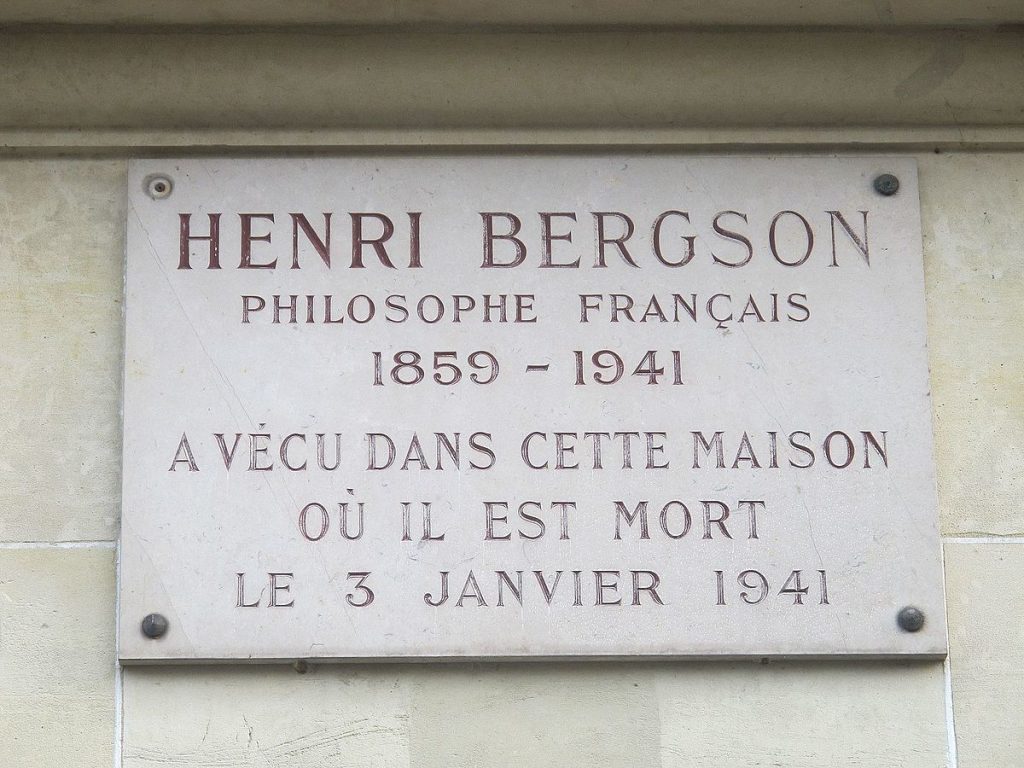 HENRI BERGSON
PHILOSOPHE FRANÇAIS
1859 - 1941
A VÉCU DANS CETTE MAISON
OÙ IL EST MORT
LE 3 JANVIER 1941